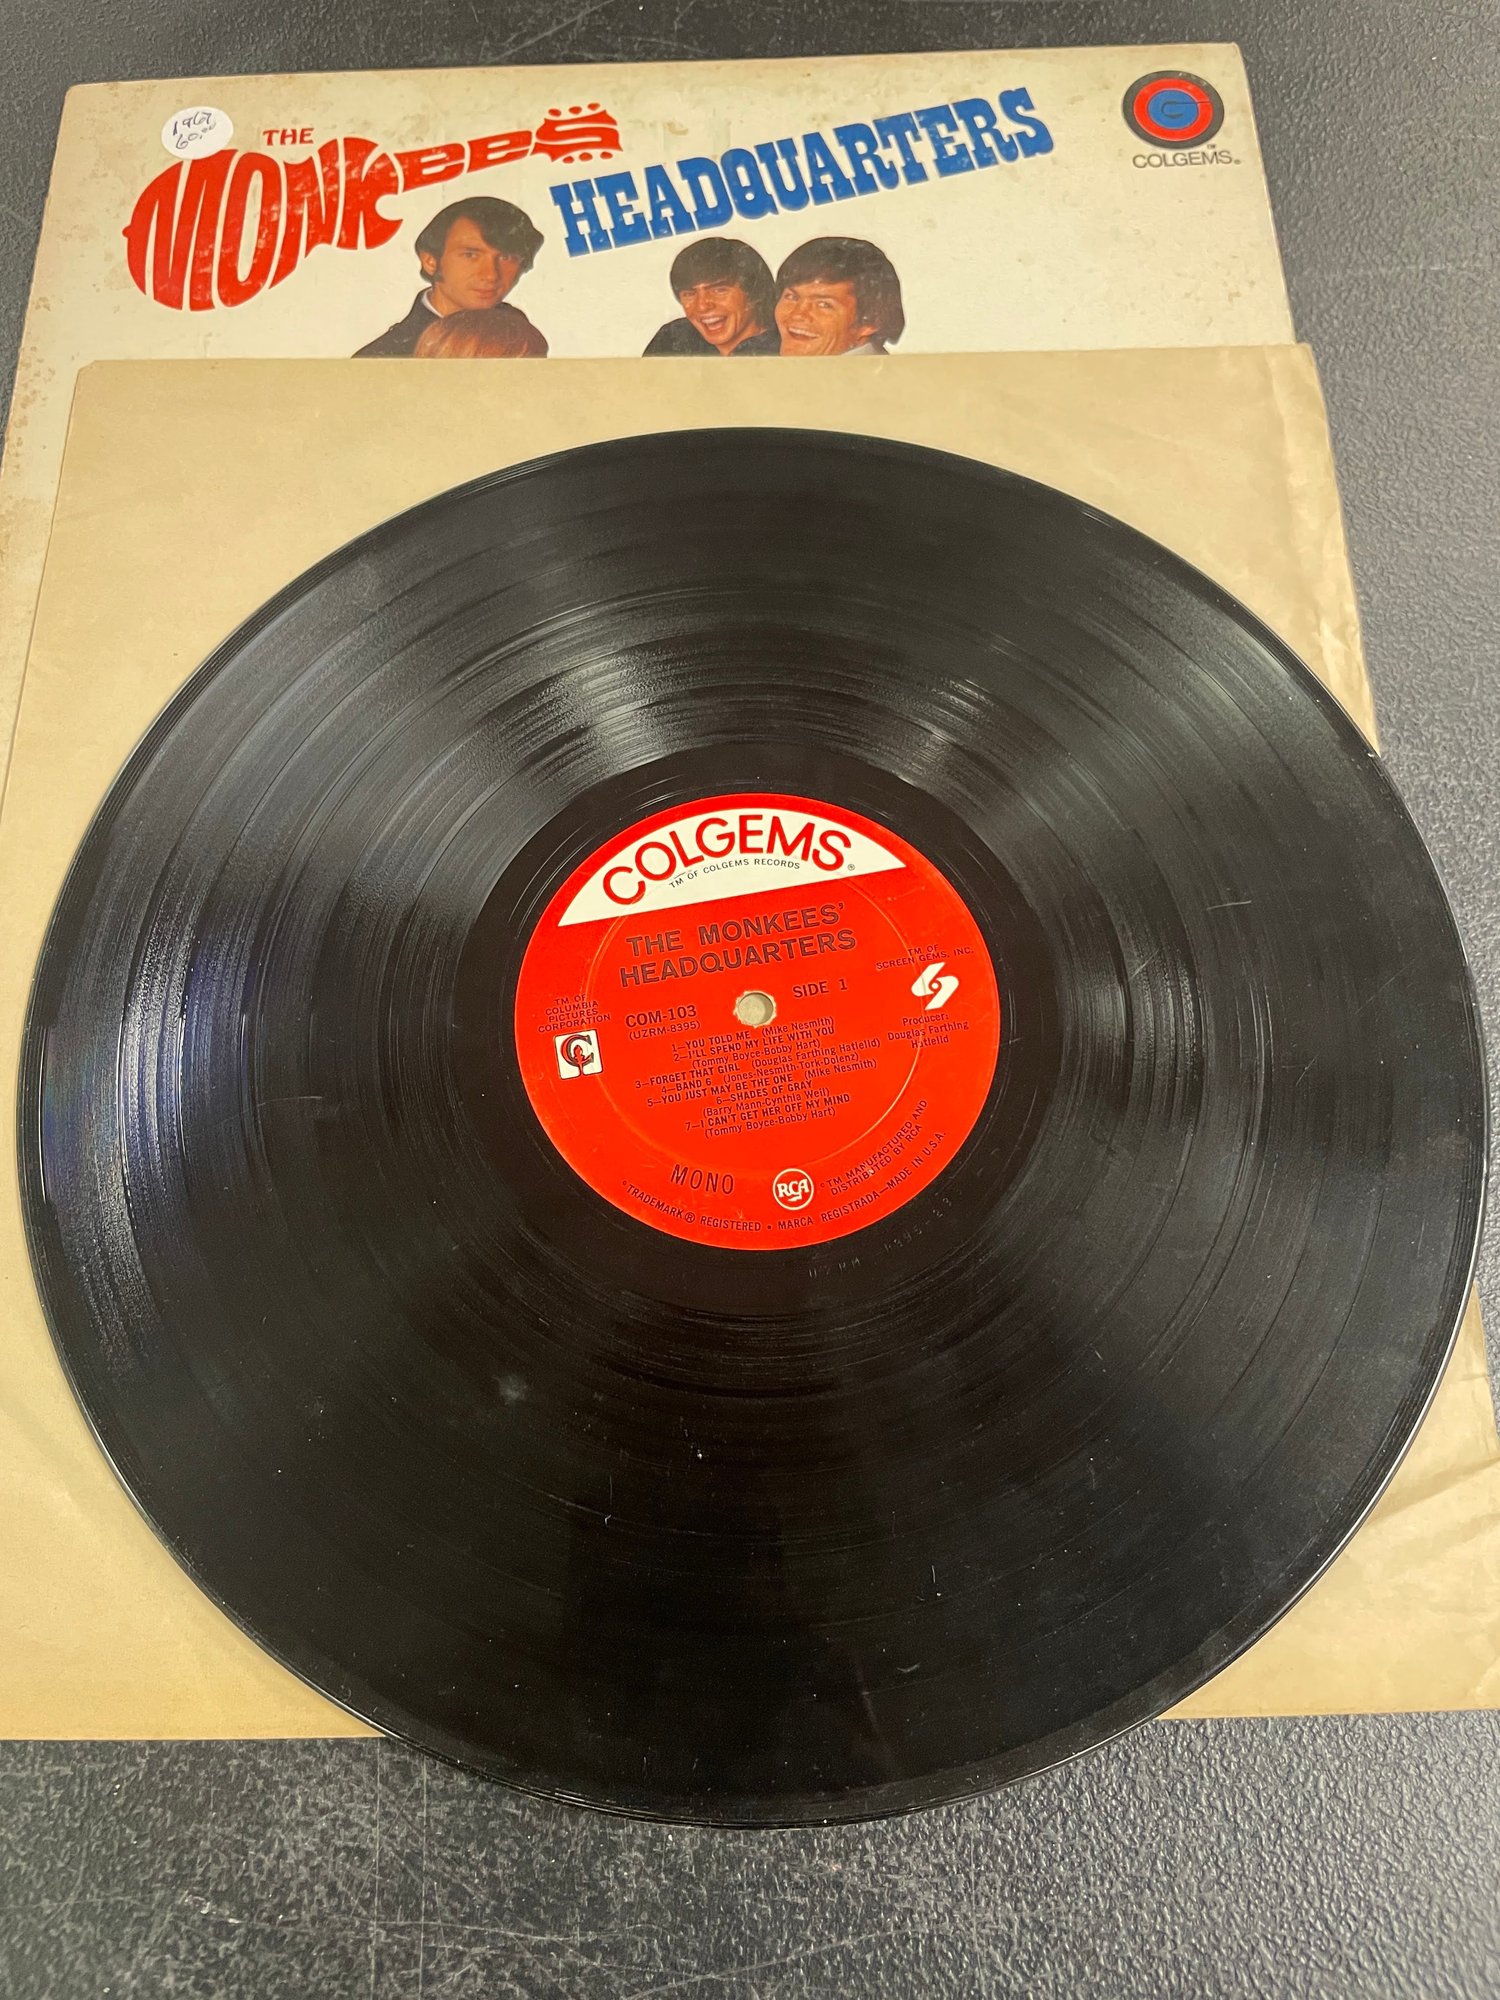 1967
60.00
THE
MONKEES
HEADQUARTERS
G
TM
COLGEMS®
COLGEMS®
TM OF COLGEMS RECORDS
THE MONKEES'
HEADQUARTERS
TM OF
SCREEN GEMS, INC.
TM OF
COLUMBIA
PICTURES
CORPORATION
COM-103
(UZRM-8395)
SIDE 1
Producer:
Douglas Farthing
Hatlelid
1—YOU TOLD ME (Mike Nesmith)
2—I'LL SPEND MY LIFE WITH YOU
(Tommy Boyce-Bobby Hart)
3—FORGET THAT GIRL (Douglas Farthing Hatlelid)
4—BAND 6 (Jones-Nesmith-Tork-Dolenz)
5—YOU JUST MAY BE THE ONE (Mike Nesmith)
6—SHADES OF GRAY
(Barry Mann-Cynthia Weil)
7—I CAN'T GET HER OFF MY MIND
(Tommy Boyce-Bobby Hart)
MONO
RCA
°TM MANUFACTURED AND
DISTRIBUTED BY RCA
°TRADEMARK® REGISTERED • MARCA REGISTRADA—MADE IN U.S.A.